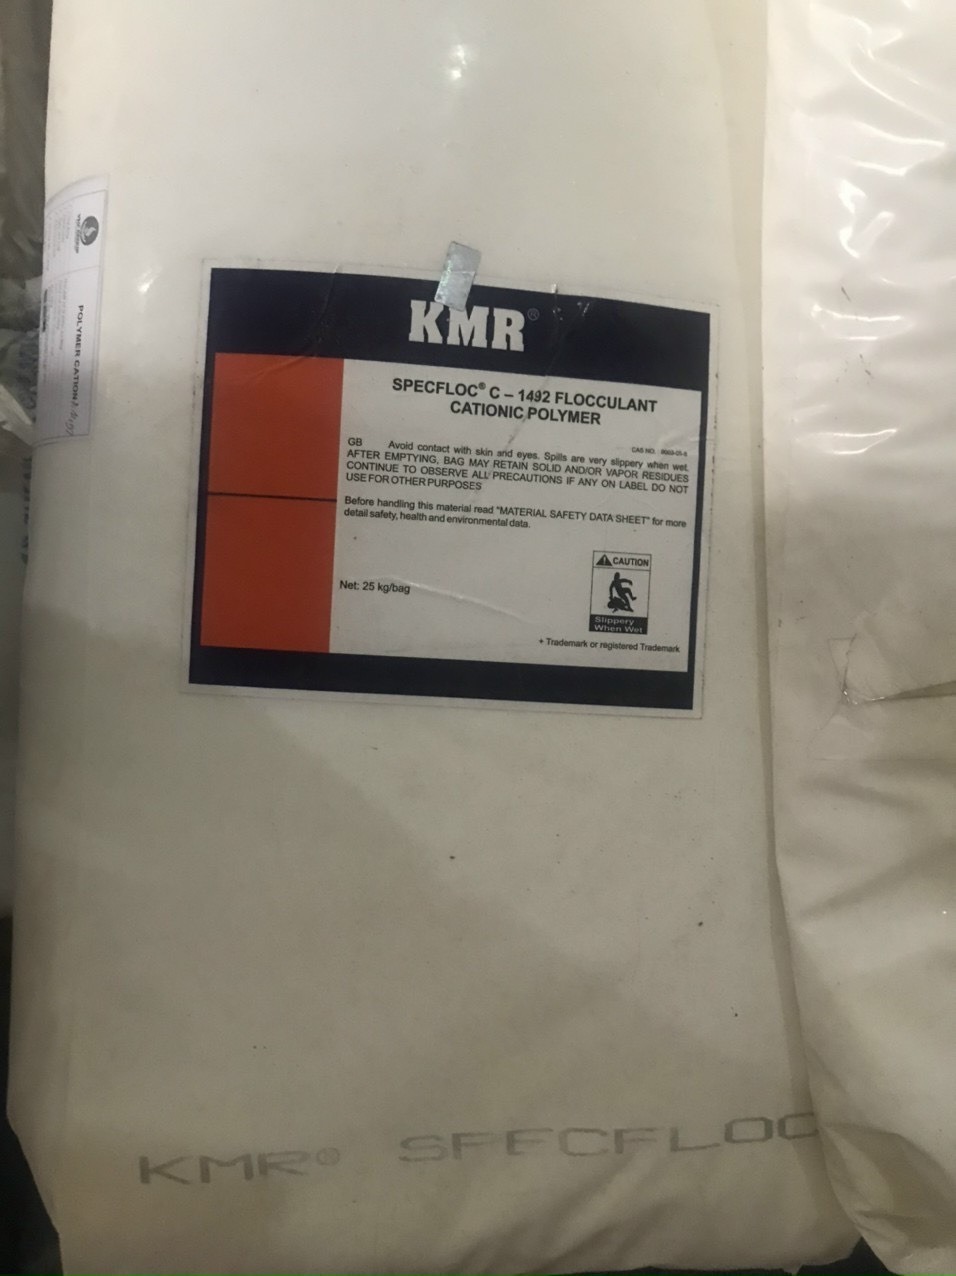 KMR®
SPECFLOC® C – 1492 FLOCCULANT
CATIONIC POLYMER
CAS NO.
GB Avoid contact with skin and eyes. Spills are very slippery when wet.
AFTER EMPTYING, BAG MAY RETAIN SOLID AND/OR VAPOR RESIDUES
CONTINUE TO OBSERVE ALL PRECAUTIONS IF ANY ON LABEL DO NOT
USE FOR OTHER PURPOSES
Before handling this material read "MATERIAL SAFETY DATA SHEET" for more
detail safety, health and environmental data.
Net: 25 kg/bag
CAUTION
Slippery
When Wet
+ Trademark or registered Trademark
POLYMER CATION
KMR® SPECFLOC